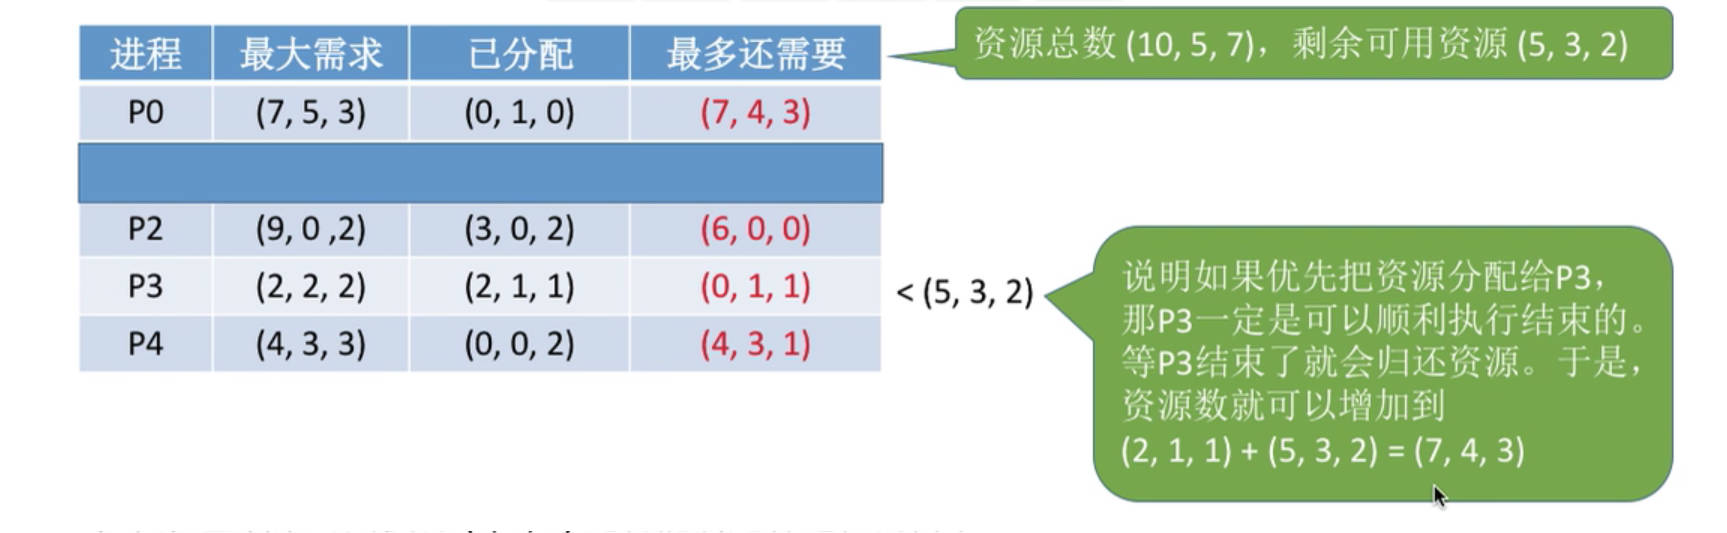 资源总数 (10, 5, 7)，剩余可用资源 (5, 3, 2)
进程 最大需求 已分配 最多还需要
P0 (7, 5, 3) (0, 1, 0) (7, 4, 3)
P2 (9, 0 ,2) (3, 0, 2) (6, 0, 0)
P3 (2, 2, 2) (2, 1, 1) (0, 1, 1)
P4 (4, 3, 3) (0, 0, 2) (4, 3, 1)
< (5, 3, 2)
说明如果优先把资源分配给P3，
那P3一定是可以顺利执行结束的。
等P3结束了就会归还资源。于是，
资源数就可以增加到
(2, 1, 1) + (5, 3, 2) = (7, 4, 3)